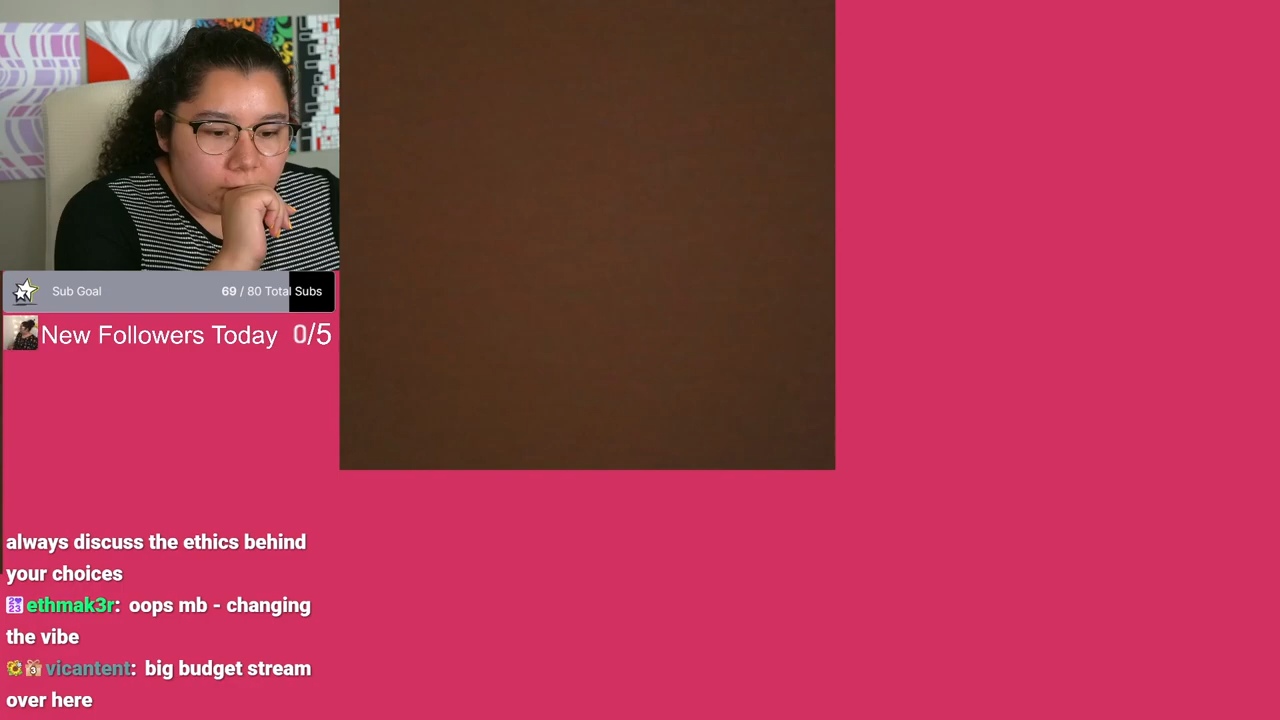 Sub Goal 69 / 80 Total Subs
New Followers Today 0/5
always discuss the ethics behind
your choices
ethmak3r: oops mb - changing
the vibe
vicantent: big budget stream
over here